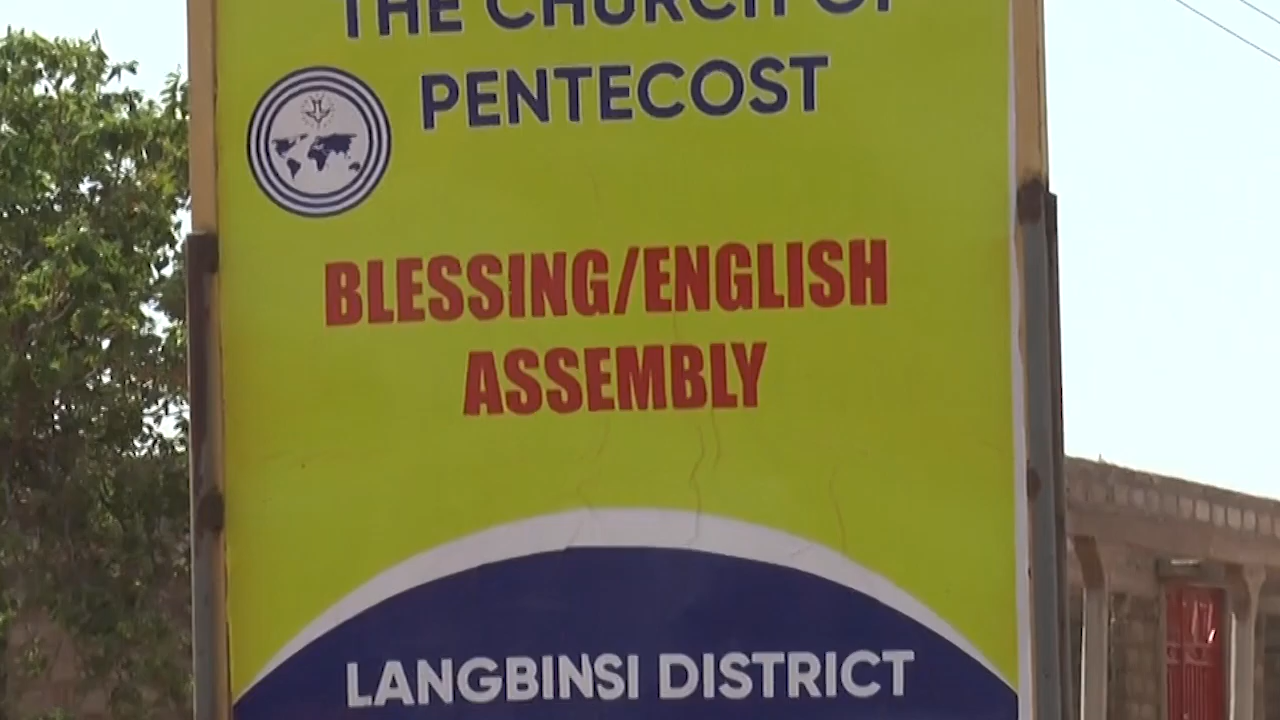 THE CHURCH OF
PENTECOST
BLESSING/ENGLISH
ASSEMBLY
LANGBINSI DISTRICT